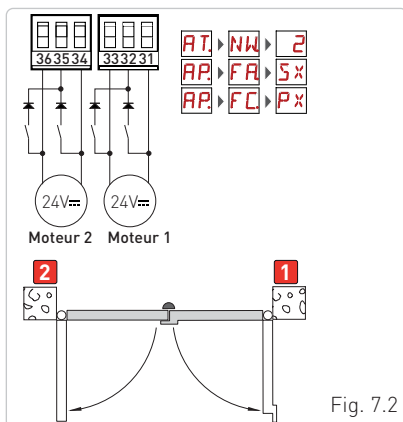 36 35 34 33 32 31
AT. NW. 2
AP. FA. SX
AP. FC. PX
24V 24V
Moteur 2 Moteur 1
2 1
Fig. 7.2